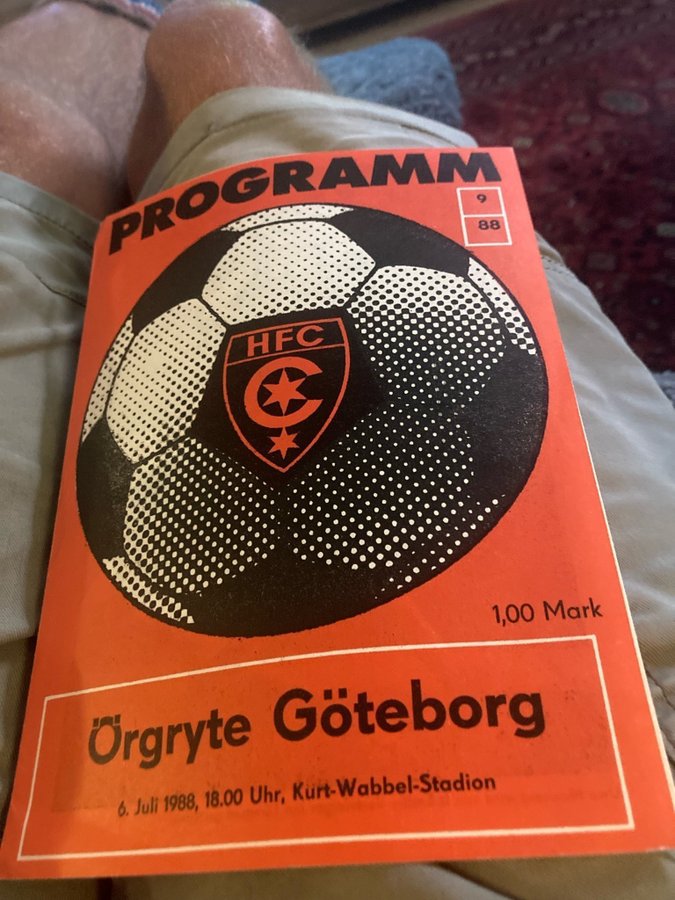 PROGRAMM
9
88
HFC
1,00 Mark
Örgryte Göteborg
6. Juli 1988, 18.00 Uhr, Kurt-Wabbel-Stadion